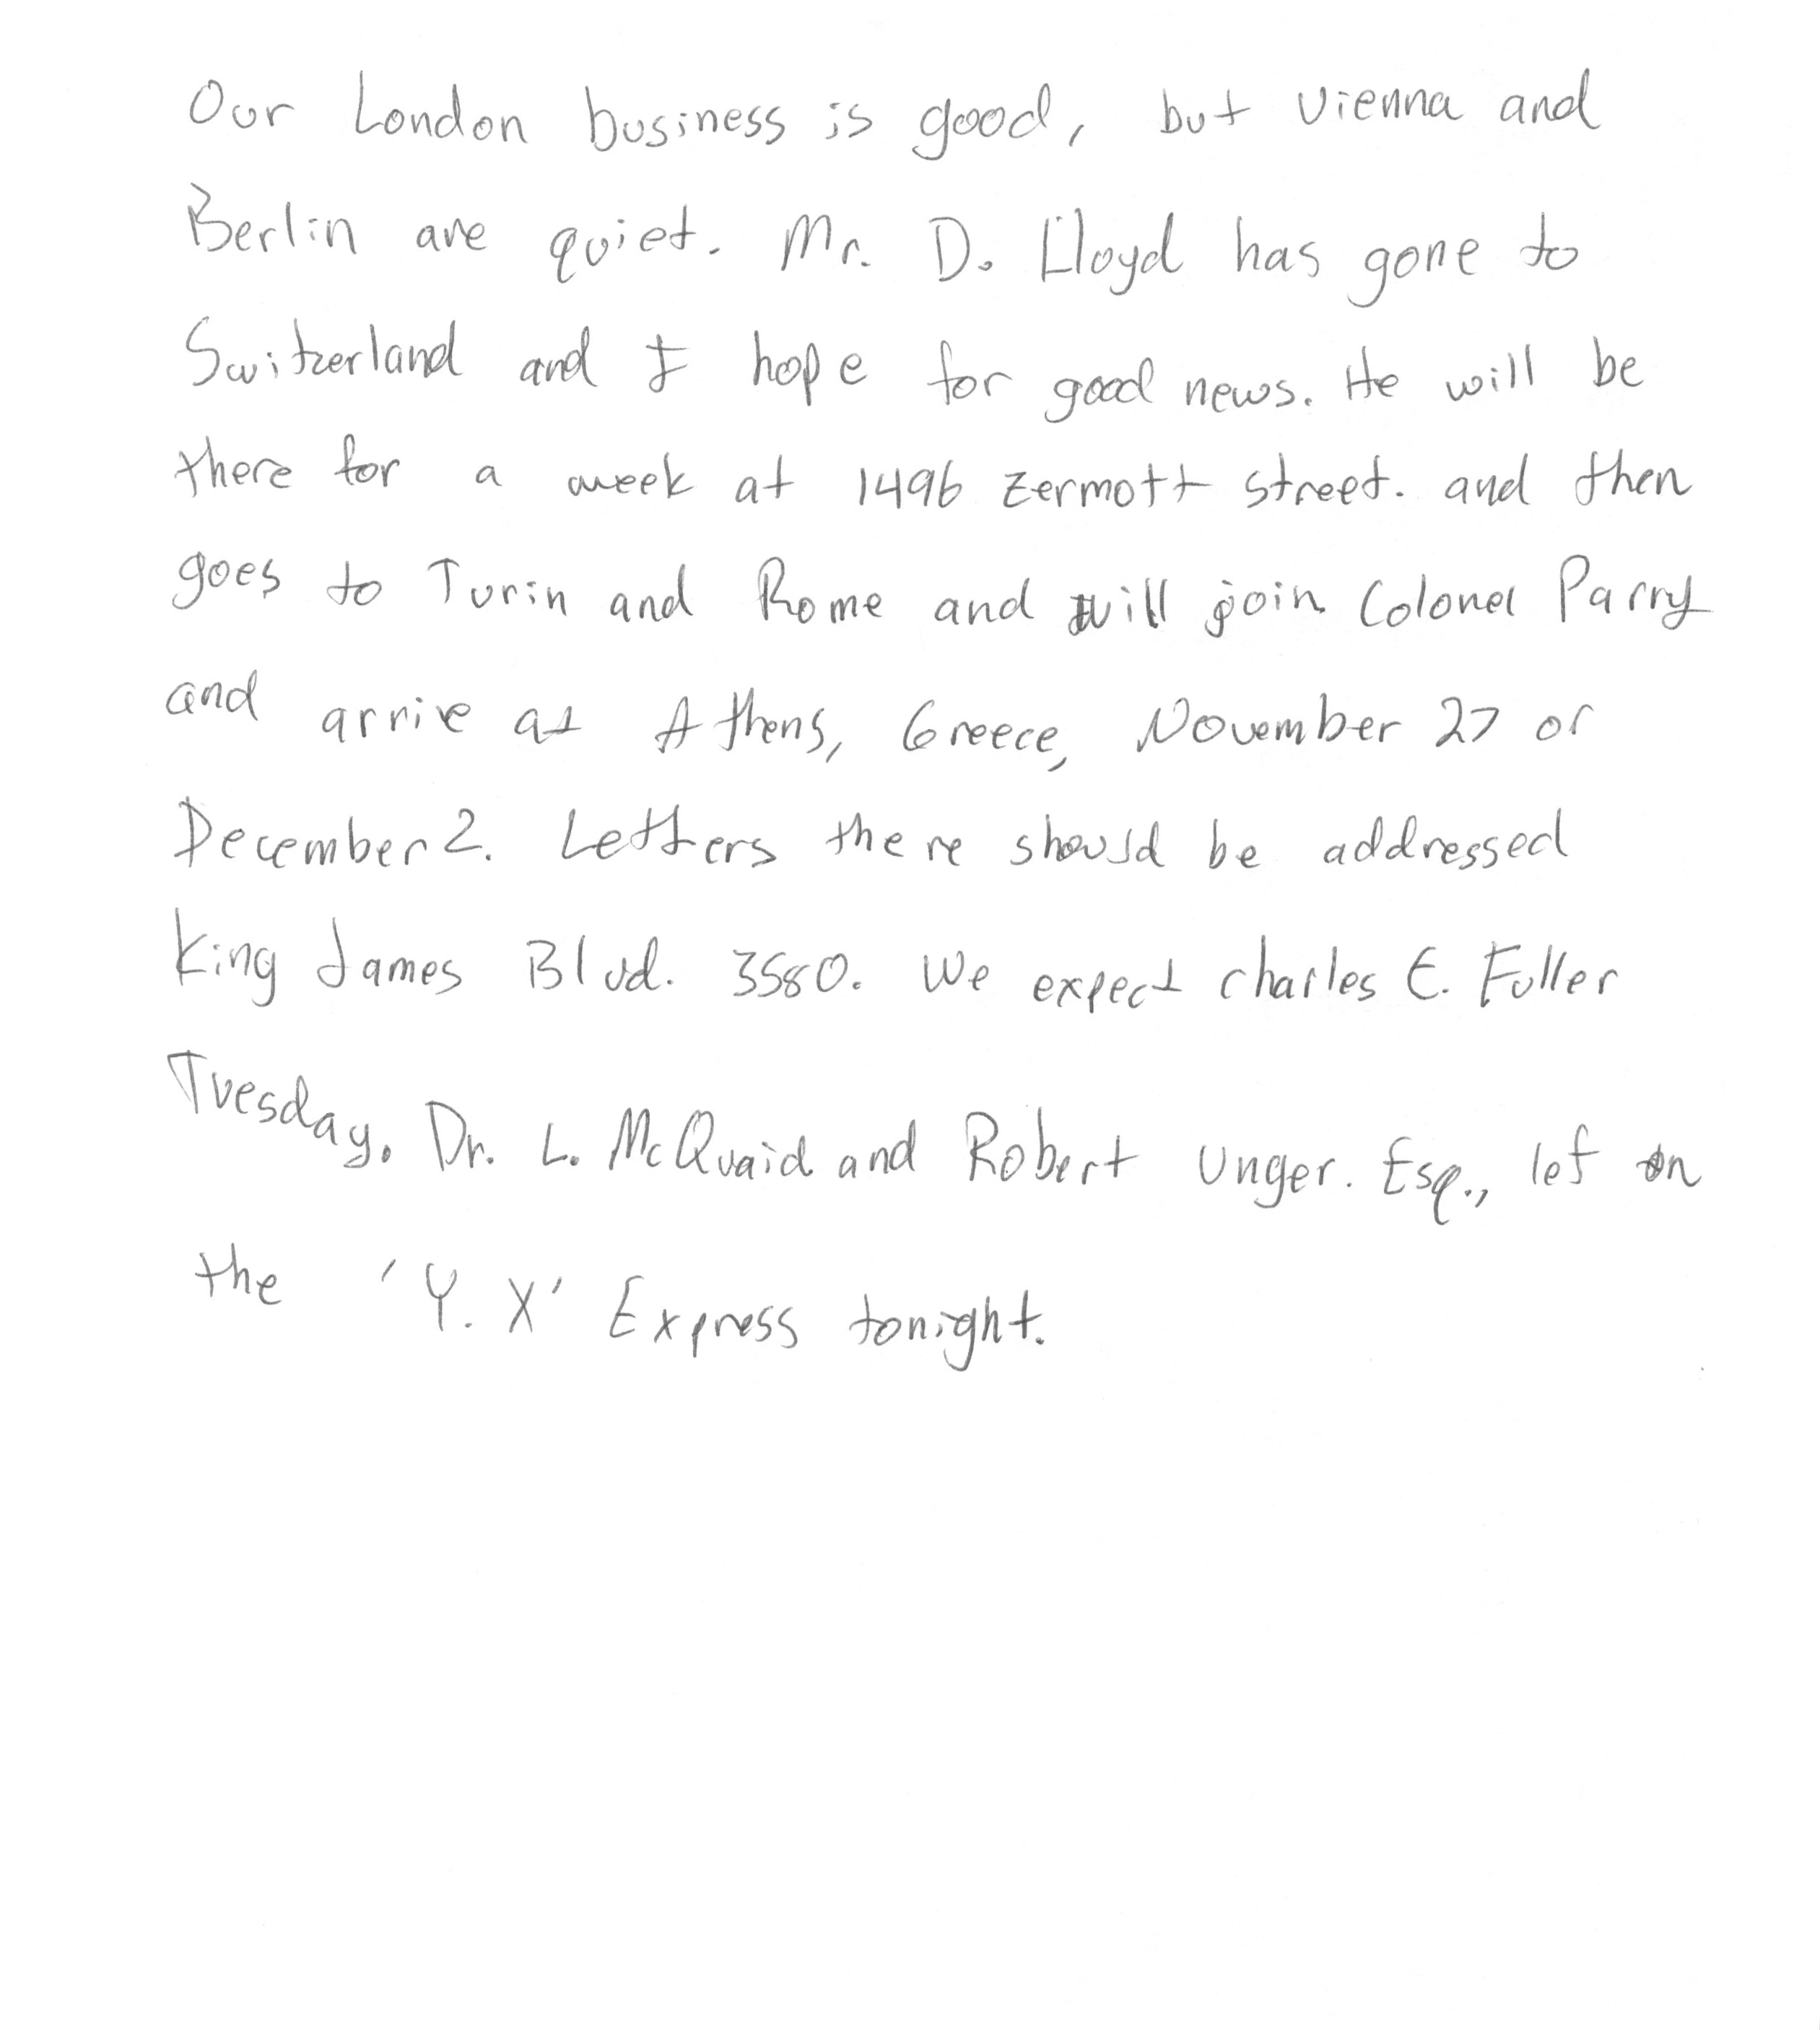 Our London business is good, but Vienna and
Berlin are quiet. Mr. D. Lloyd has gone to
Switzerland and I hope for good news. He will be
there for a week at 1496 Zermott street. and then
goes to Turin and Rome and will join Colonel Parry
and arrive at Athens, Greece, November 27 or
December 2. Letters there should be addressed
King James Blvd. 3580. We expect Charles E. Fuller
Tuesday. Dr. L. McQuaid and Robert Unger. Esq., lef on
the 'Y. X' Express tonight.